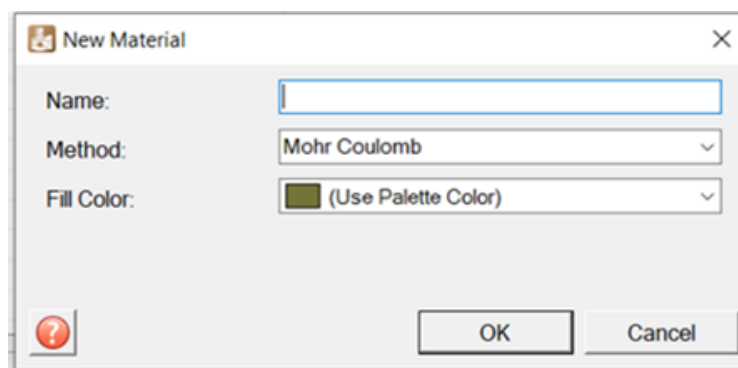 New Material
Name:
Method: Mohr Coulomb
Fill Color: (Use Palette Color)
? OK Cancel